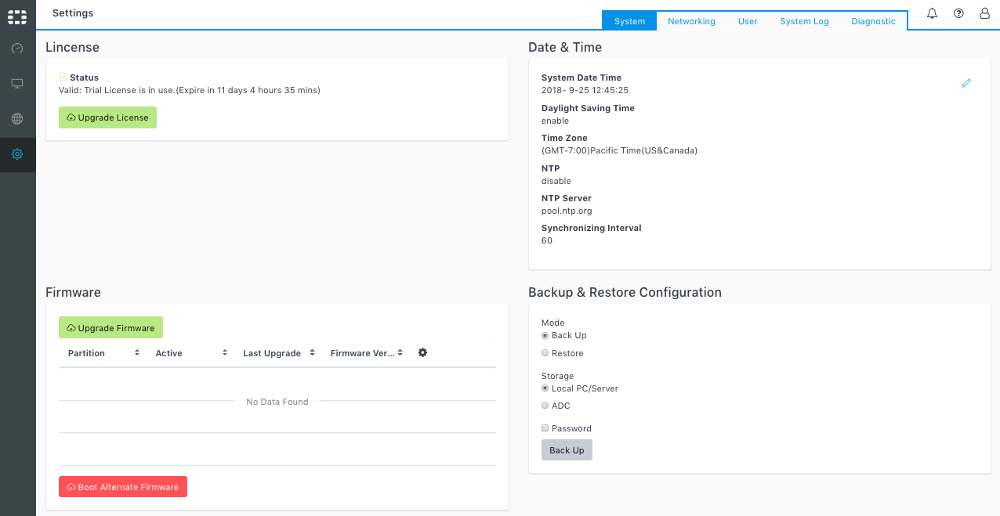 Settings
System
Networking
User
System Log
Diagnostic
Lincense
Status
Valid: Trial License is in use.(Expire in 11 days 4 hours 35 mins)
Upgrade License
Date & Time
System Date Time
2018- 9-25 12:45:25
Daylight Saving Time
enable
Time Zone
(GMT-7:00)Pacific Time(US&Canada)
NTP
disable
NTP Server
pool.ntp.org
Synchronizing Interval
60
Firmware
Upgrade Firmware
Partition Active Last Upgrade Firmware Ver...
No Data Found
Boot Alternate Firmware
Backup & Restore Configuration
Mode
Back Up
Restore
Storage
Local PC/Server
ADC
Password
Back Up